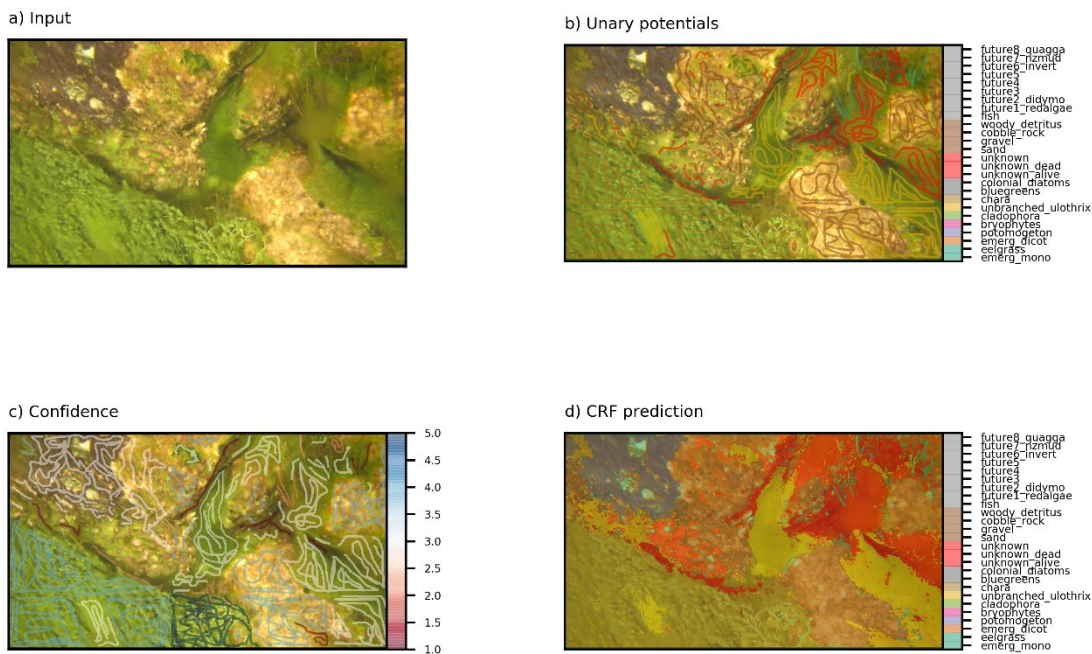 a) Input
b) Unary potentials
future8_quagga
future7_nzmud
future6_invert
future5
future4
future3
future2_didymo
future1_redalgae
fish
woody_detritus
cobble_rock
gravel
sand
unknown
unknown_dead
unknown_alive
colonial_diatoms
bluegreens
chara
unbranched_ulothrix
cladophora
bryophytes
potomogeton
emerg_dicot
eelgrass
emerg_mono
c) Confidence
5.0
4.5
4.0
3.5
3.0
2.5
2.0
1.5
1.0
d) CRF prediction
future8_quagga
future7_nzmud
future6_invert
future5
future4
future3
future2_didymo
future1_redalgae
fish
woody_detritus
cobble_rock
gravel
sand
unknown
unknown_dead
unknown_alive
colonial_diatoms
bluegreens
chara
unbranched_ulothrix
cladophora
bryophytes
potomogeton
emerg_dicot
eelgrass
emerg_mono